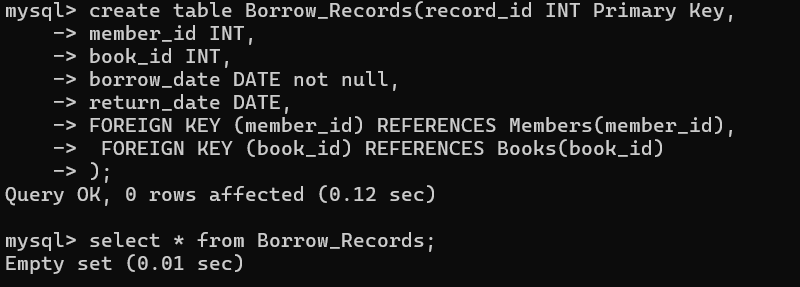 mysql> create table Borrow_Records(record_id INT Primary Key,
    -> member_id INT,
    -> book_id INT,
    -> borrow_date DATE not null,
    -> return_date DATE,
    -> FOREIGN KEY (member_id) REFERENCES Members(member_id),
    ->  FOREIGN KEY (book_id) REFERENCES Books(book_id)
    -> );
Query OK, 0 rows affected (0.12 sec)

mysql> select * from Borrow_Records;
Empty set (0.01 sec)